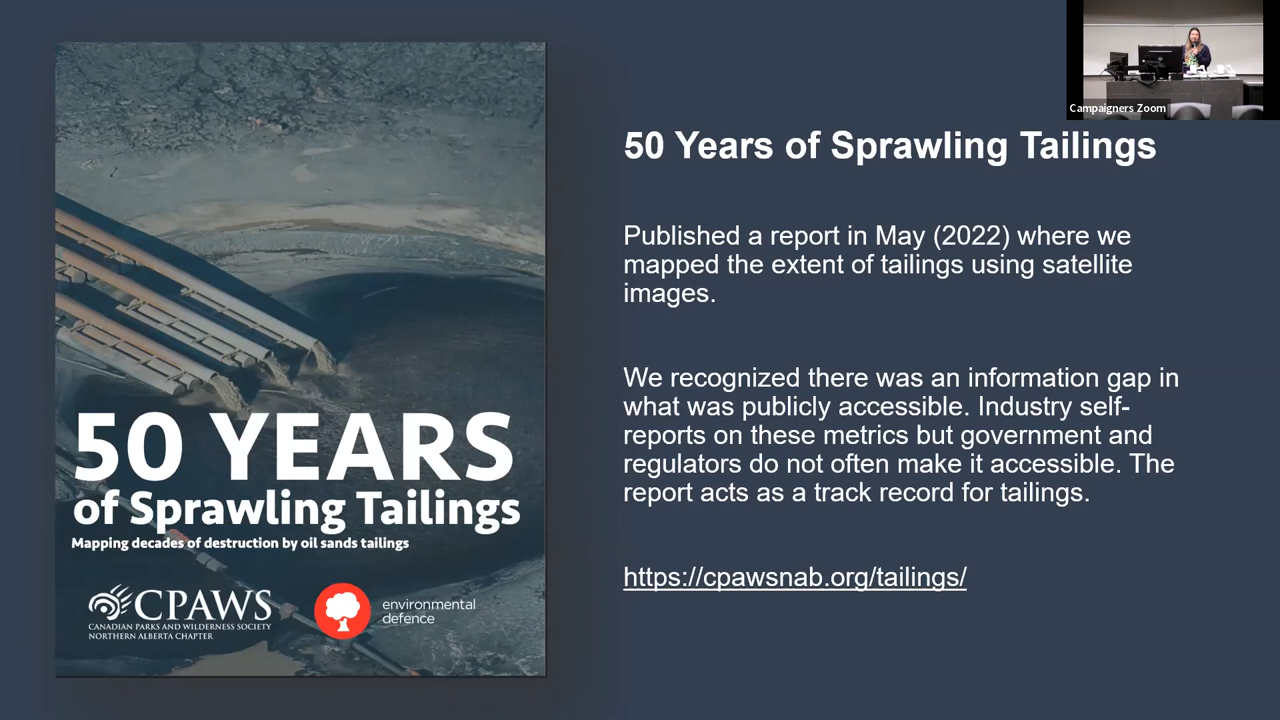 Campaigners Zoom
50 Years of Sprawling Tailings
Published a report in May (2022) where we
mapped the extent of tailings using satellite
images.
We recognized there was an information gap in
what was publicly accessible. Industry self-
reports on these metrics but government and
regulators do not often make it accessible. The
report acts as a track record for tailings.
https://cpawsnab.org/tailings/
50 YEARS
of Sprawling Tailings
Mapping decades of destruction by oil sands tailings
CPAWS
CANADIAN PARKS AND WILDERNESS SOCIETY
NORTHERN ALBERTA CHAPTER
environmental
defence